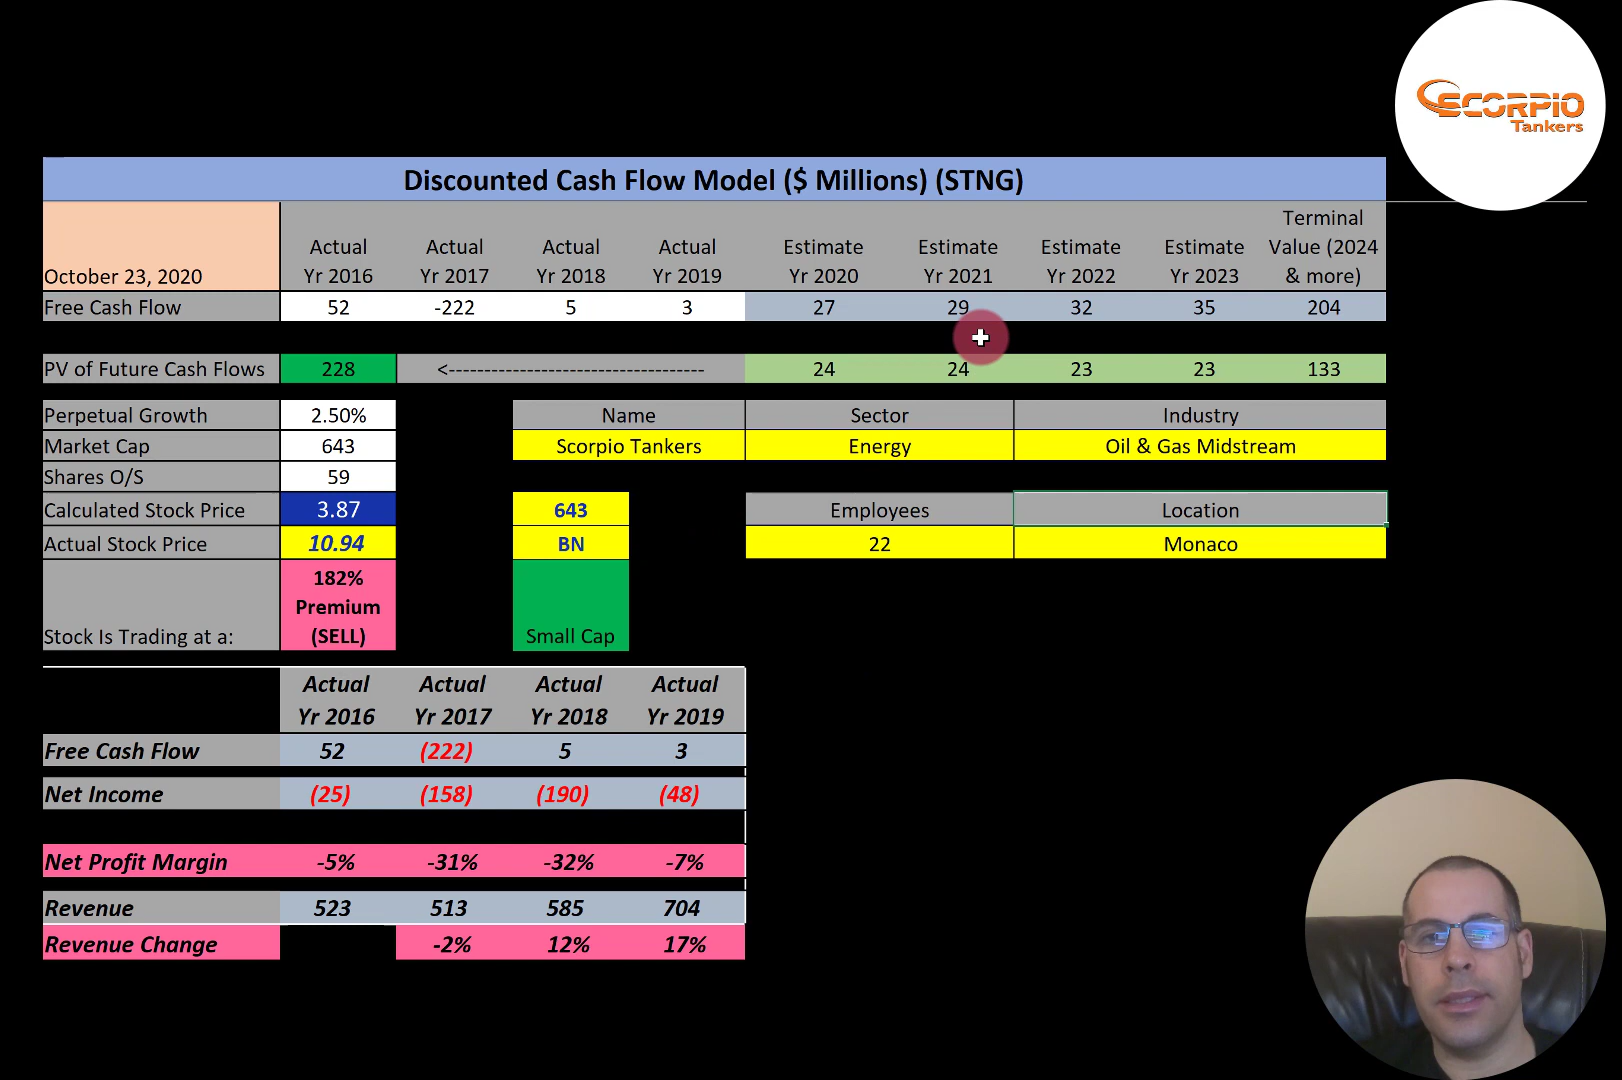 SCORPIO
Tankers
Discounted Cash Flow Model ($ Millions) (STNG)
October 23, 2020 Actual Yr 2016 Actual Yr 2017 Actual Yr 2018 Actual Yr 2019 Estimate Yr 2020 Estimate Yr 2021 Estimate Yr 2022 Estimate Yr 2023 Terminal Value (2024 & more)
Free Cash Flow 52 -222 5 3 27 29 32 35 204
PV of Future Cash Flows 228 <---------------------------------- 24 24 23 23 133
Perpetual Growth 2.50% Name Sector Industry
Market Cap 643 Scorpio Tankers Energy Oil & Gas Midstream
Shares O/S 59
Calculated Stock Price 3.87 643 Employees Location
Actual Stock Price 10.94 BN 22 Monaco
Stock Is Trading at a: 182% Premium (SELL) Small Cap
Actual Yr 2016 Actual Yr 2017 Actual Yr 2018 Actual Yr 2019
Free Cash Flow 52 (222) 5 3
Net Income (25) (158) (190) (48)
Net Profit Margin -5% -31% -32% -7%
Revenue 523 513 585 704
Revenue Change -2% 12% 17%